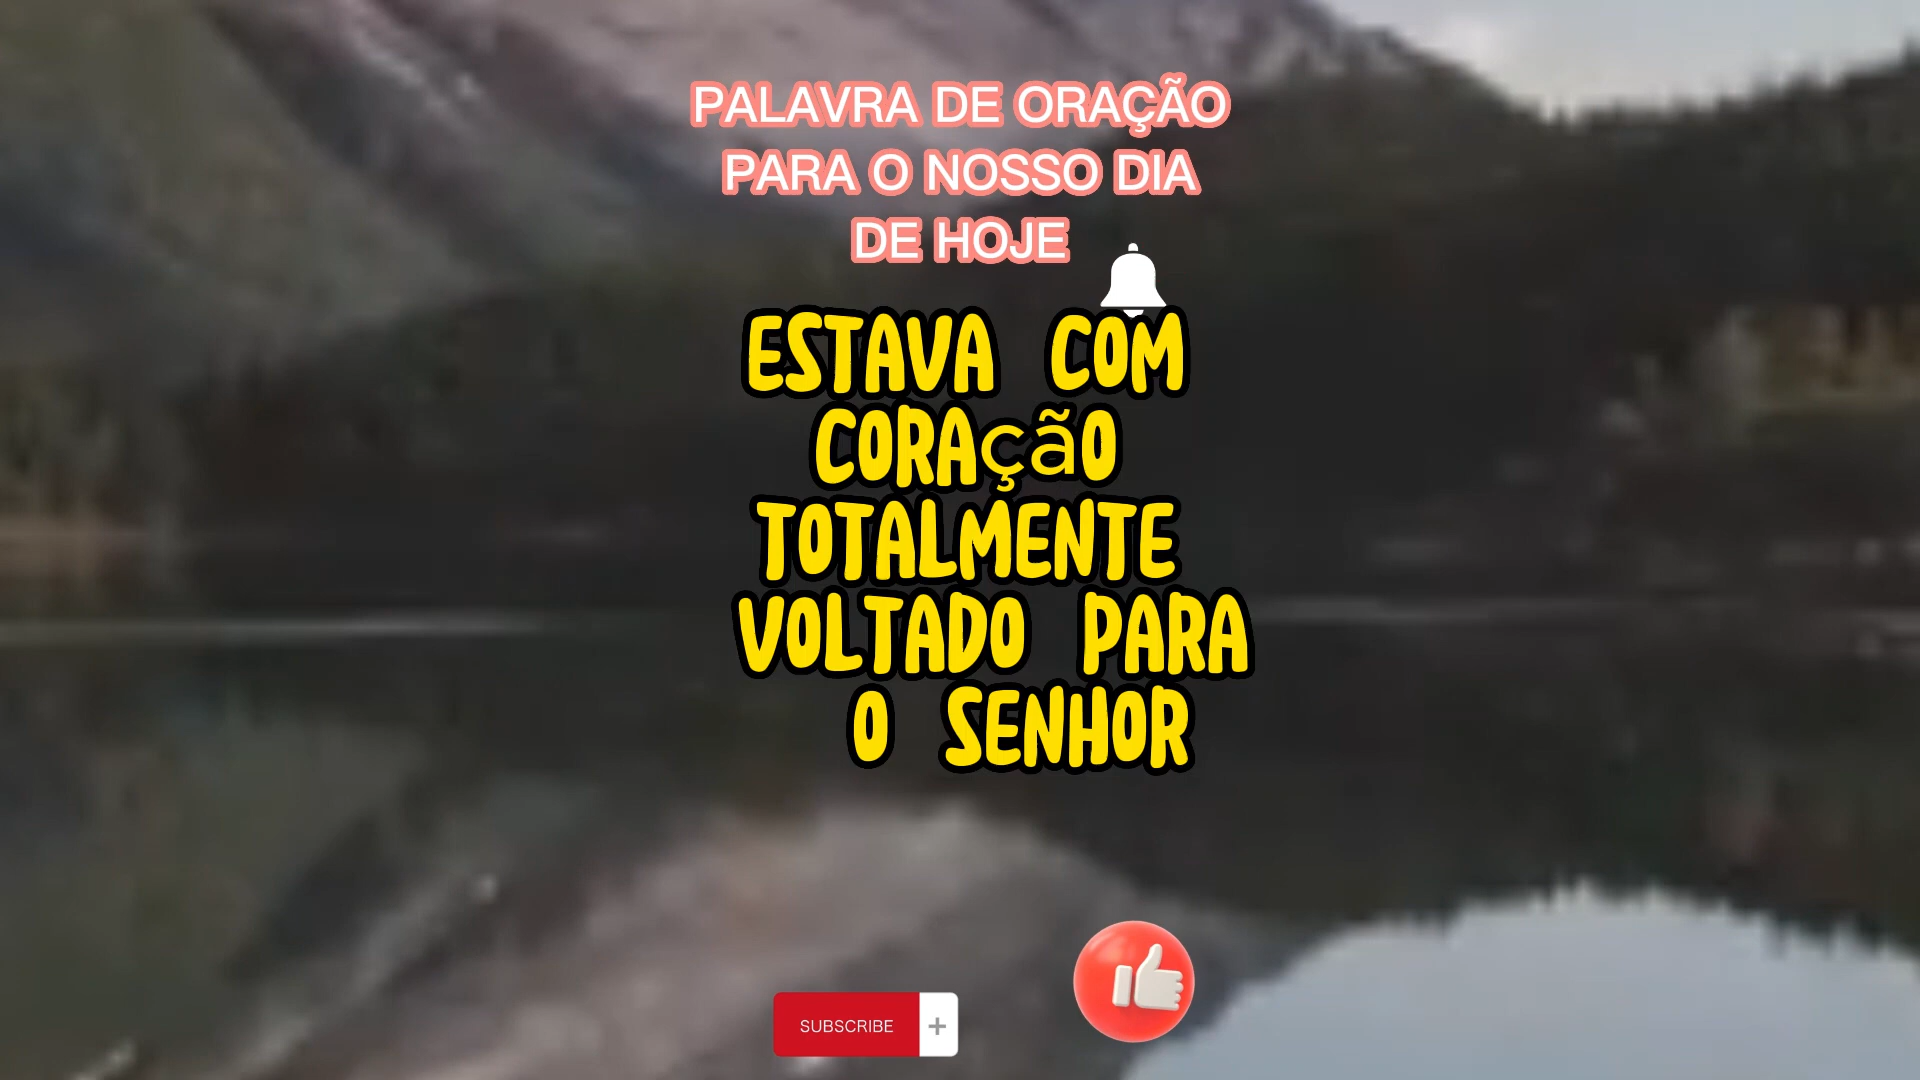 PALAVRA DE ORAÇÃO
PARA O NOSSO DIA
DE HOJE
ESTAVA COM
CORAção
TOTALMENTE
VOLTADO PARA
O SENHOR
SUBSCRIBE +